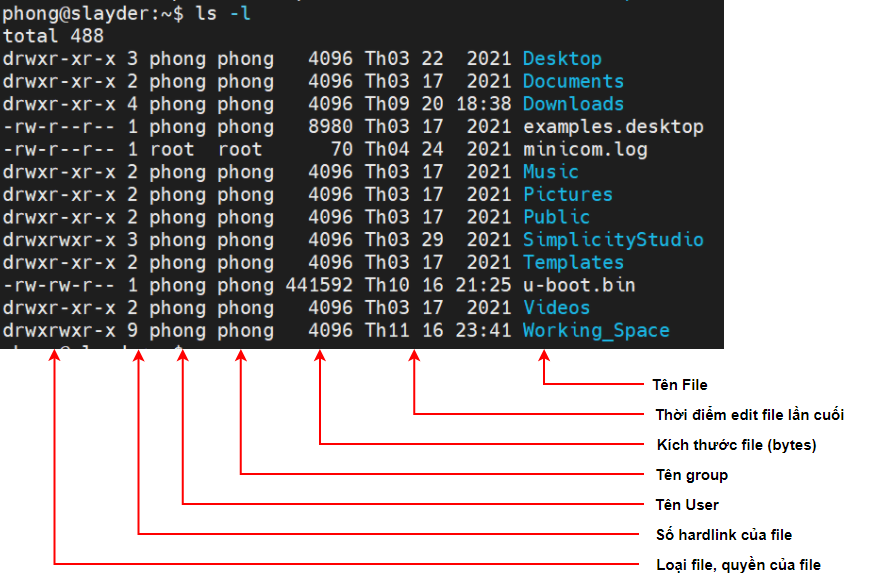 phong@slayder:~$ ls -l
total 488
drwxr-xr-x 3 phong phong   4096 Th03 22  2021 Desktop
drwxr-xr-x 2 phong phong   4096 Th03 17  2021 Documents
drwxr-xr-x 4 phong phong   4096 Th09 20 18:38 Downloads
-rw-r--r-- 1 phong phong   8980 Th03 17  2021 examples.desktop
-rw-r--r-- 1 root  root      70 Th04 24  2021 minicom.log
drwxr-xr-x 2 phong phong   4096 Th03 17  2021 Music
drwxr-xr-x 2 phong phong   4096 Th03 17  2021 Pictures
drwxr-xr-x 2 phong phong   4096 Th03 17  2021 Public
drwxrwxr-x 3 phong phong   4096 Th03 29  2021 SimplicityStudio
drwxr-xr-x 2 phong phong   4096 Th03 17  2021 Templates
-rw-rw-r-- 1 phong phong 441592 Th10 16 21:25 u-boot.bin
drwxr-xr-x 2 phong phong   4096 Th03 17  2021 Videos
drwxrwxr-x 9 phong phong   4096 Th11 16 23:41 Working_Space
Tên File
Thời điểm edit file lần cuối
Kích thước file (bytes)
Tên group
Tên User
Số hardlink của file
Loại file, quyền của file